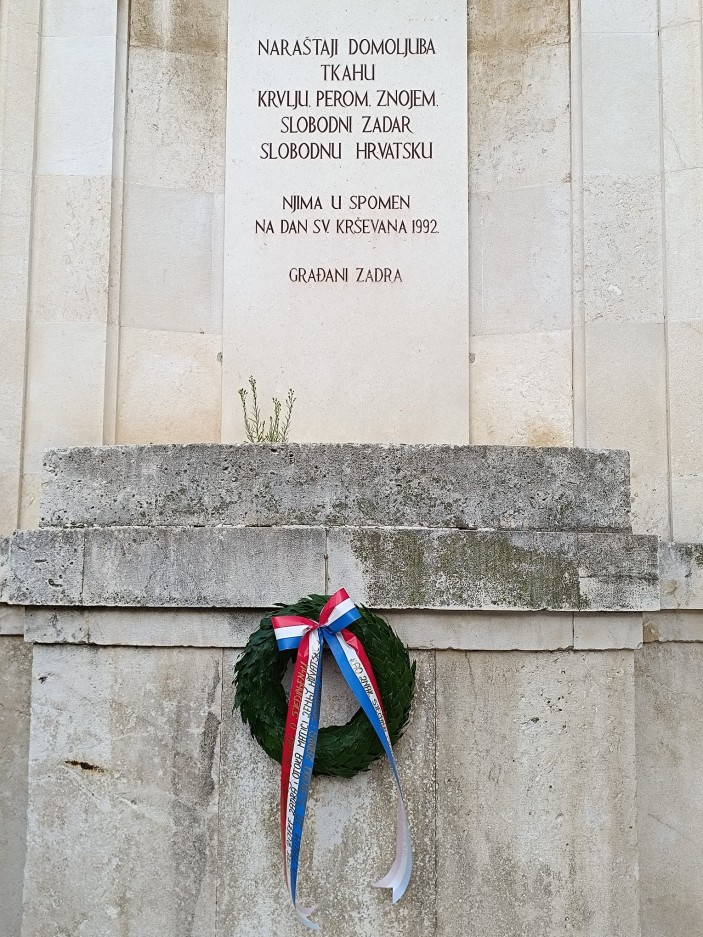 NARAŠTAJI DOMOLJUBA
TKAHU
KRVLJU, PEROM, ZNOJEM,
SLOBODNI ZADAR
SLOBODNU HRVATSKU
NJIMA U SPOMEN
NA DAN SV. KRŠEVANA 1992.
GRAĐANI ZADRA